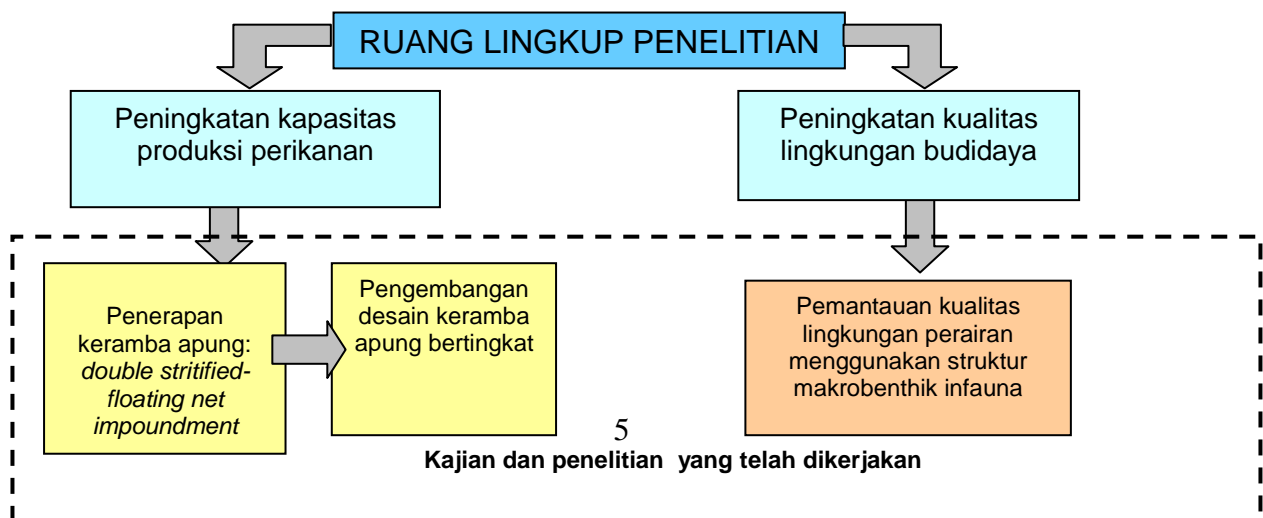 RUANG LINGKUP PENELITIAN
Peningkatan kapasitas
produksi perikanan
Peningkatan kualitas
lingkungan budidaya
Penerapan
keramba apung:
double stritified-
floating net
impoundment
Pengembangan
desain keramba
apung bertingkat
Pemantauan kualitas
lingkungan perairan
menggunakan struktur
makrobenthik infauna
5
Kajian dan penelitian yang telah dikerjakan